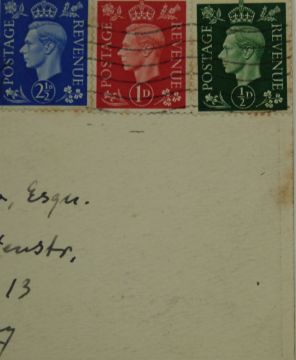 POSTAGE REVENUE POSTAGE REVENUE POSTAGE REVENUE
2½D 1D ½D
Esqu.
13